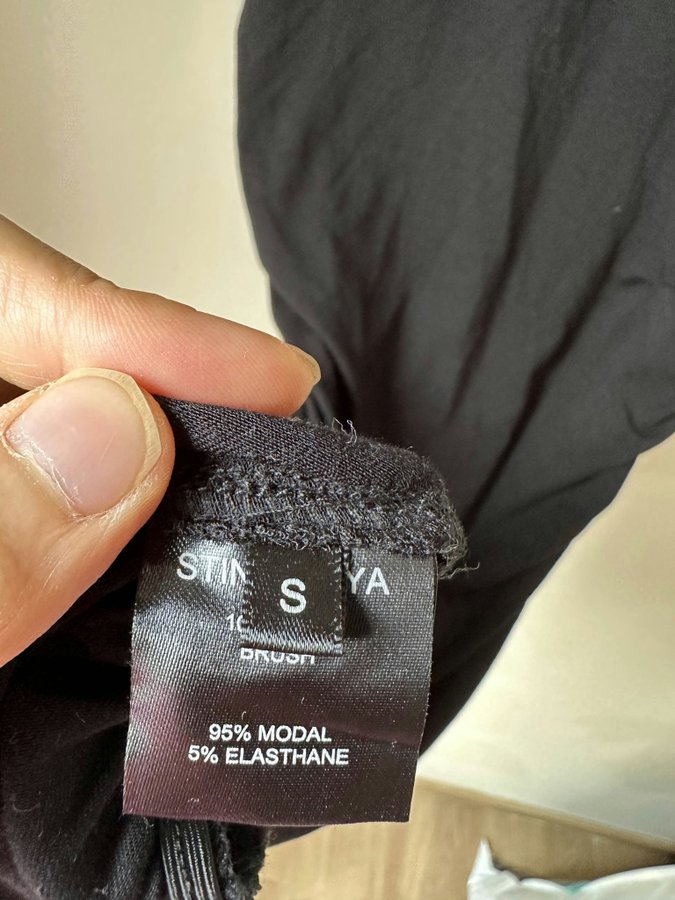 S
BRUSH
95% MODAL
5% ELASTHANE